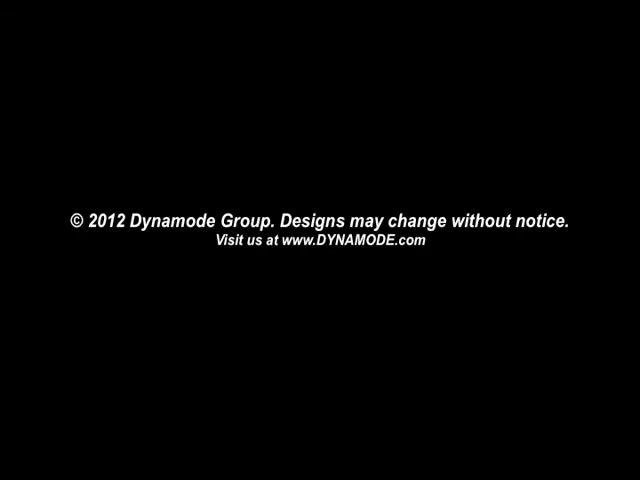 © 2012 Dynamode Group. Designs may change without notice.
Visit us at www.DYNAMODE.com